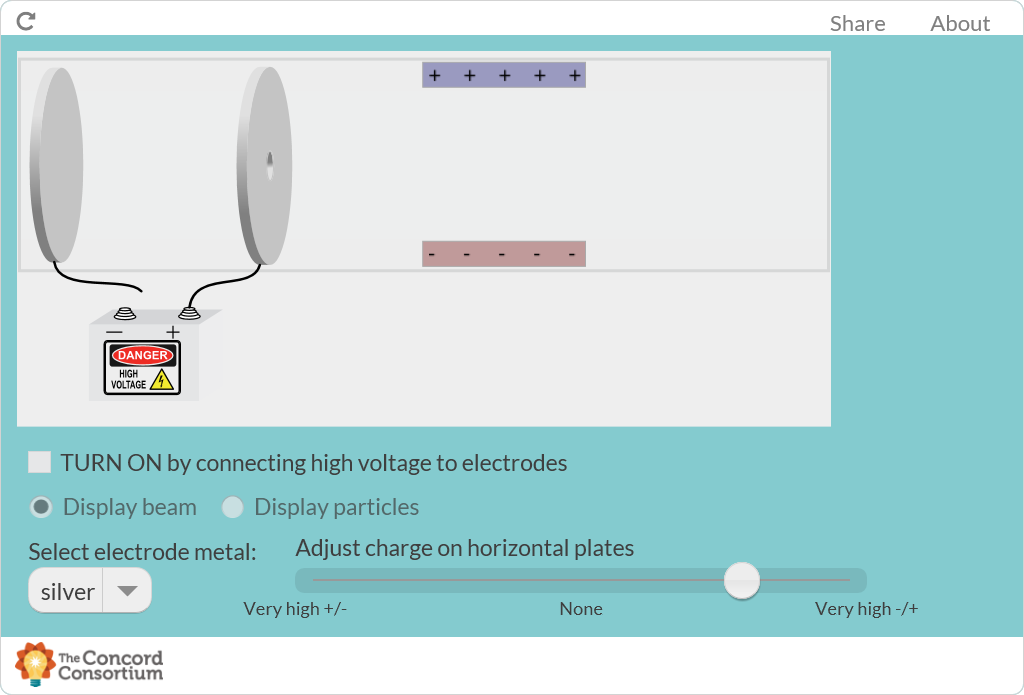 Share About
+ + + + +
- - - - -
— +
DANGER
HIGH
VOLTAGE
TURN ON by connecting high voltage to electrodes
Display beam Display particles
Select electrode metal:
Adjust charge on horizontal plates
silver
Very high +/- None Very high -/+
The Concord
Consortium